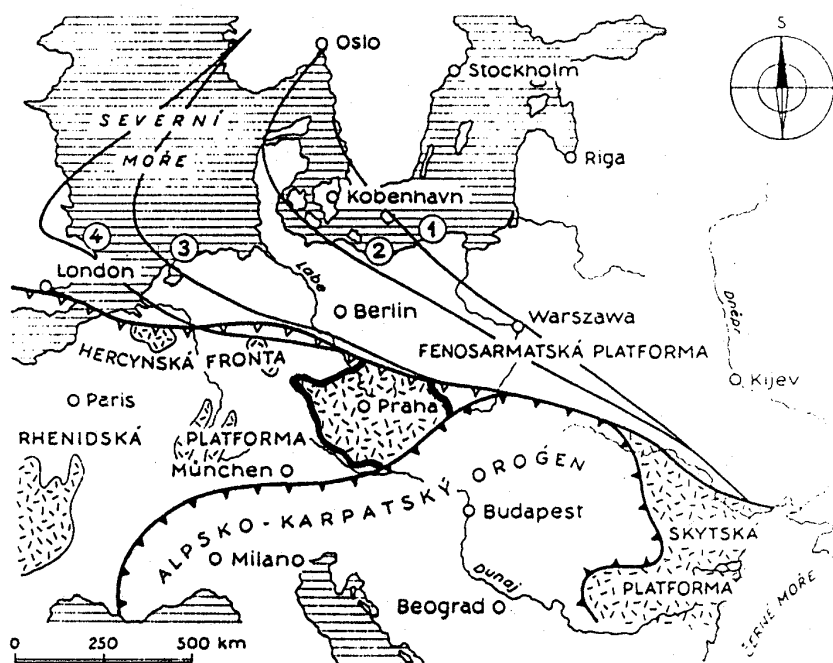 S
Oslo
Stockholm
SEVERNÍ
MOŘE
Riga
Kobenhavn
1
2
3
4
London
Labe
Berlin
Warszawa
Dněpr
HERCYNSKÁ FRONTA
FENOSARMATSKÁ PLATFORMA
Kijev
Paris
Praha
RHENIDSKÁ PLATFORMA
München
ALPSKO-KARPATSKÝ OROGÉN
Budapest
SKYTSKÁ
PLATFORMA
Milano
Dunaj
Beograd
ČERNÉ MOŘE
0 300 500 km